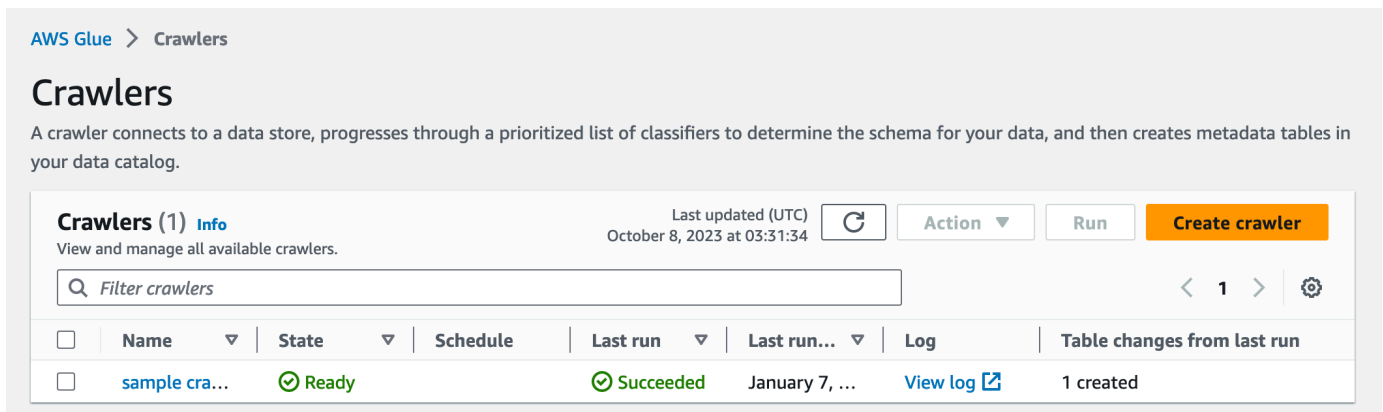 AWS Glue > Crawlers
Crawlers
A crawler connects to a data store, progresses through a prioritized list of classifiers to determine the schema for your data, and then creates metadata tables in
your data catalog.
Crawlers (1) Info
View and manage all available crawlers.
Last updated (UTC)
October 8, 2023 at 03:31:34
Action
Run
Create crawler
Filter crawlers
1
Name State Schedule Last run Last run... Log Table changes from last run
sample cra... Ready Succeeded January 7, ... View log 1 created